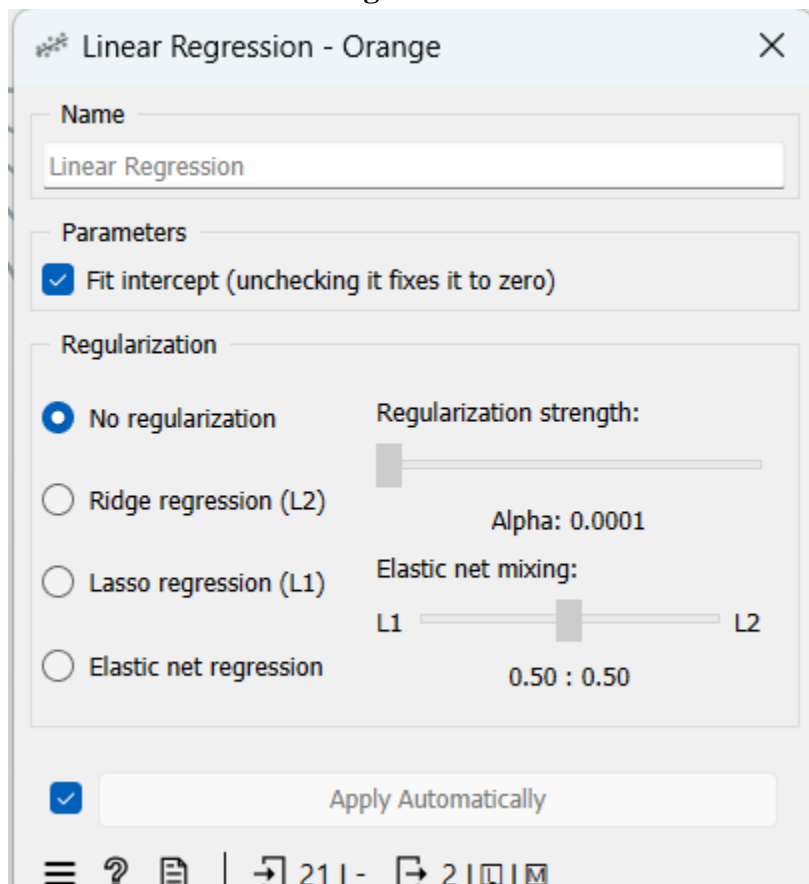 Linear Regression - Orange
Name
Linear Regression
Parameters
Fit intercept (unchecking it fixes it to zero)
Regularization
No regularization
Ridge regression (L2)
Lasso regression (L1)
Elastic net regression
Regularization strength:
Alpha: 0.0001
Elastic net mixing:
L1 L2
0.50 : 0.50
Apply Automatically
21 | - 2 | L | M